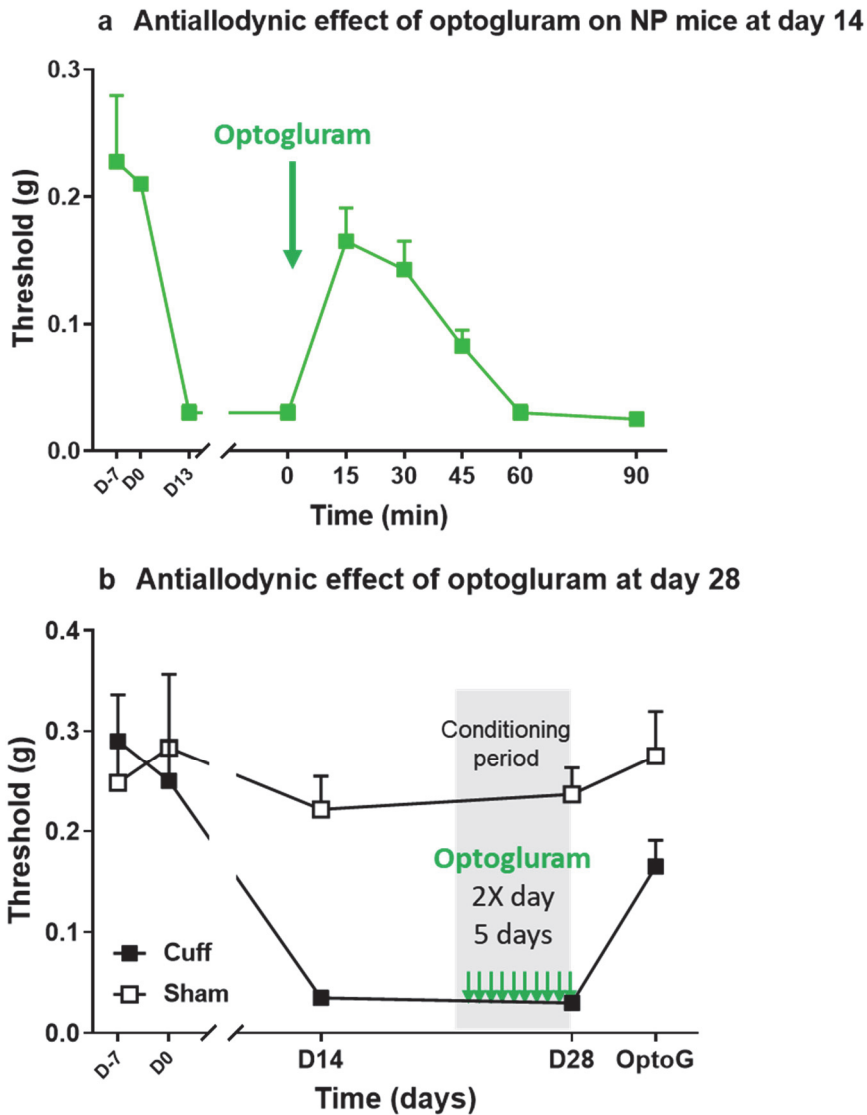 a Antiallodynic effect of optogluram on NP mice at day 14
0.3
0.2
0.1
0.0
Threshold (g)
Optogluram
D-7 D0 D13 0 15 30 45 60 90
Time (min)
b Antiallodynic effect of optogluram at day 28
0.4
0.3
0.2
0.1
0.0
Threshold (g)
Conditioning
period
Optogluram
2X day
5 days
Cuff
Sham
D-7 D0 D14 D28 OptoG
Time (days)